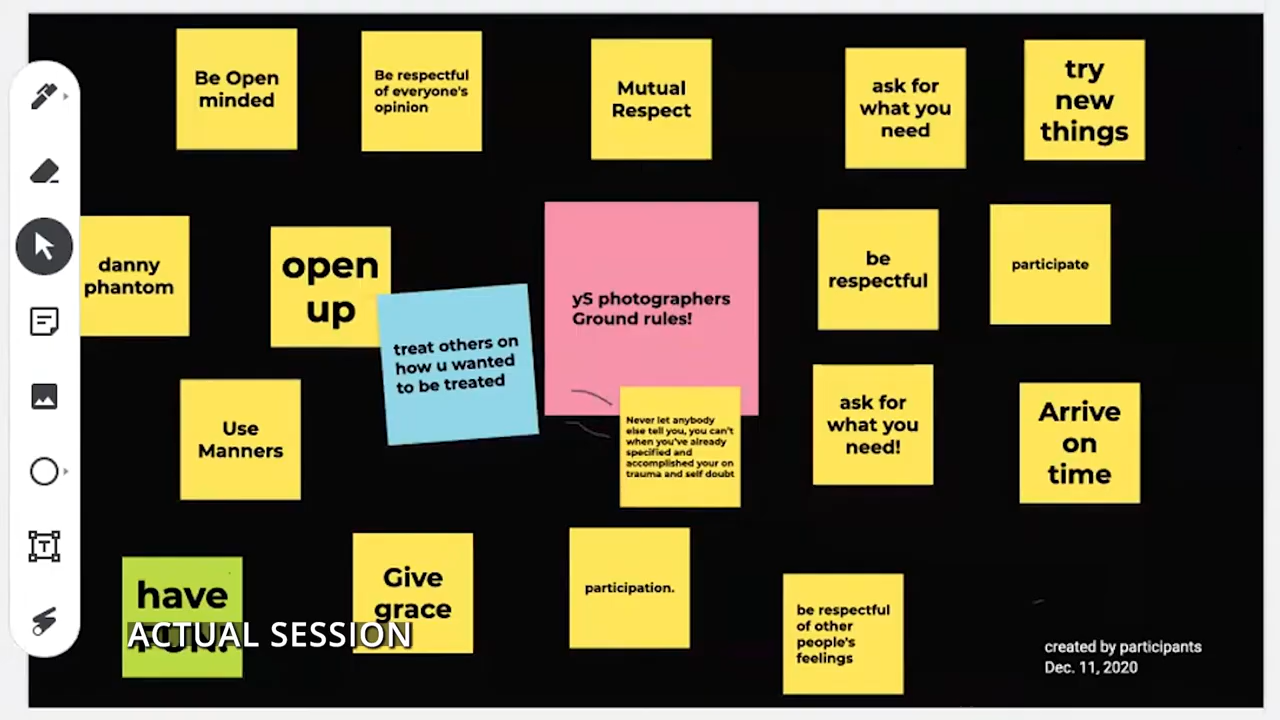 Be Open
minded
Be respectful
of everyone's
opinion
Mutual
Respect
ask for
what you
need
try
new
things
danny
phantom
open
up
treat others on
how u wanted
to be treated
yS photographers
Ground rules!
be
respectful
participate
Use
Manners
Never let anybody
else tell you, you can't
when you've already
specified and
accomplished your on
trauma and self doubt
ask for
what you
need!
Arrive
on
time
have
Give
grace
participation.
be respectful
of other
people's
feelings
ACTUAL SESSION
created by participants
Dec. 11, 2020